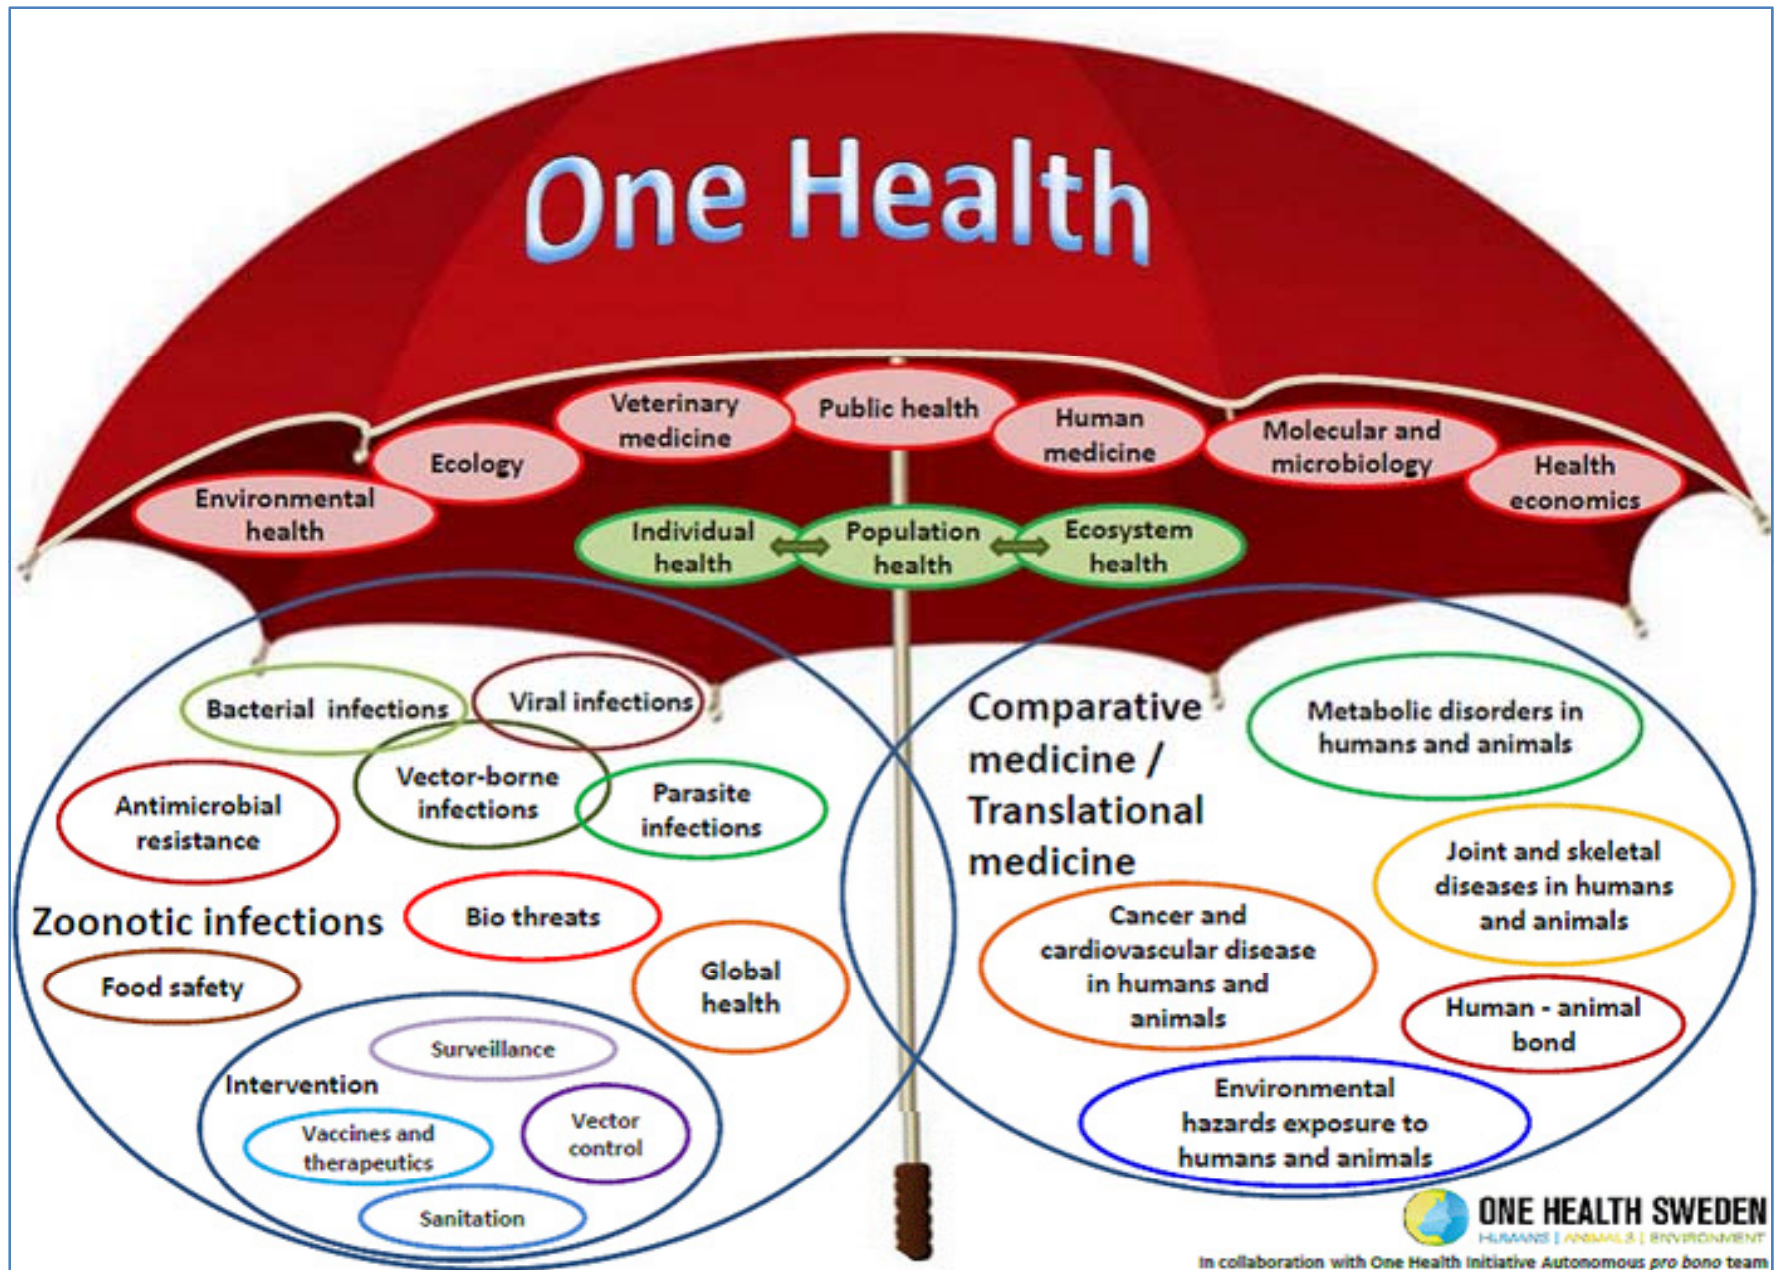 One Health
Veterinary
medicine
Public health
Human
medicine
Molecular and
microbiology
Ecology
Health
economics
Environmental
health
Individual
health
Population
health
Ecosystem
health
Bacterial infections
Viral infections
Vector-borne
infections
Parasite
infections
Antimicrobial
resistance
Zoonotic infections
Bio threats
Food safety
Global
health
Surveillance
Intervention
Vaccines and
therapeutics
Vector
control
Sanitation
Comparative
medicine /
Translational
medicine
Metabolic disorders in
humans and animals
Joint and skeletal
diseases in humans
and animals
Cancer and
cardiovascular disease
in humans and
animals
Human - animal
bond
Environmental
hazards exposure to
humans and animals
ONE HEALTH SWEDEN
HUMANS | ANIMALS | ENVIRONMENT
In collaboration with One Health Initiative Autonomous pro bono team